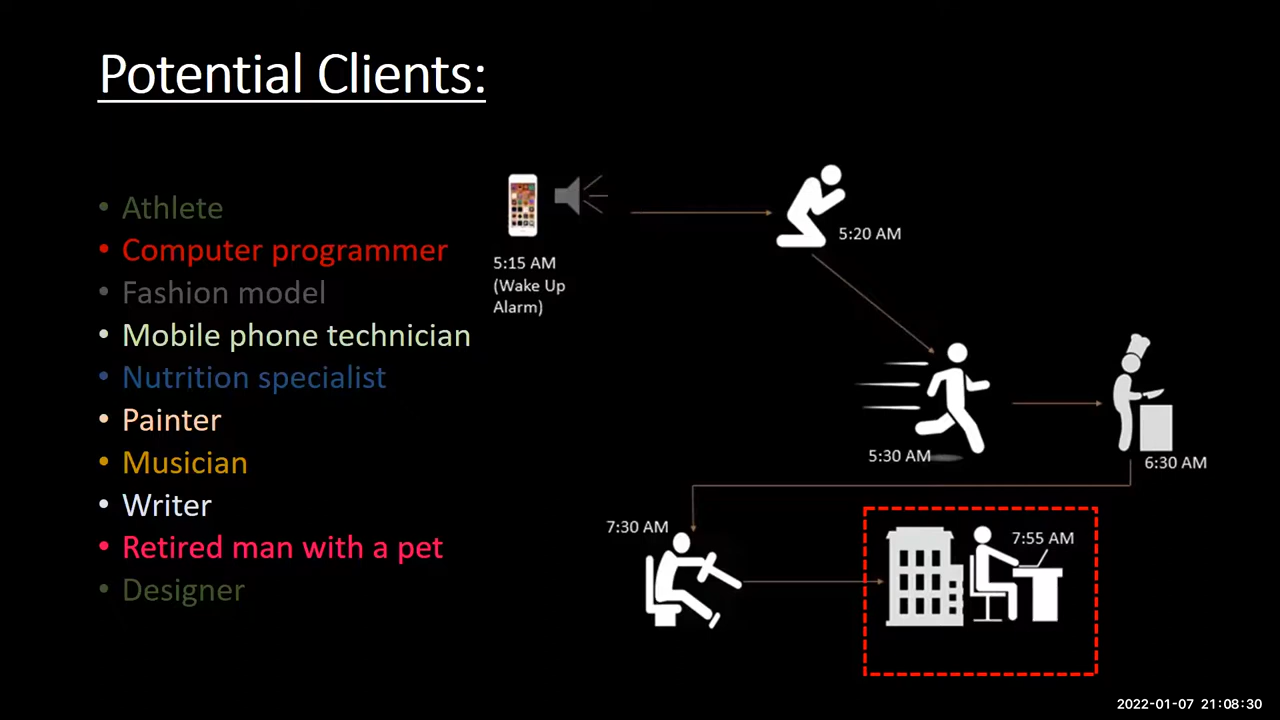 Potential Clients:
• Athlete
• Computer programmer
• Fashion model
• Mobile phone technician
• Nutrition specialist
• Painter
• Musician
• Writer
• Retired man with a pet
• Designer
5:15 AM
(Wake Up
Alarm)
5:20 AM
5:30 AM
6:30 AM
7:30 AM
7:55 AM
2022-01-07 21:08:30